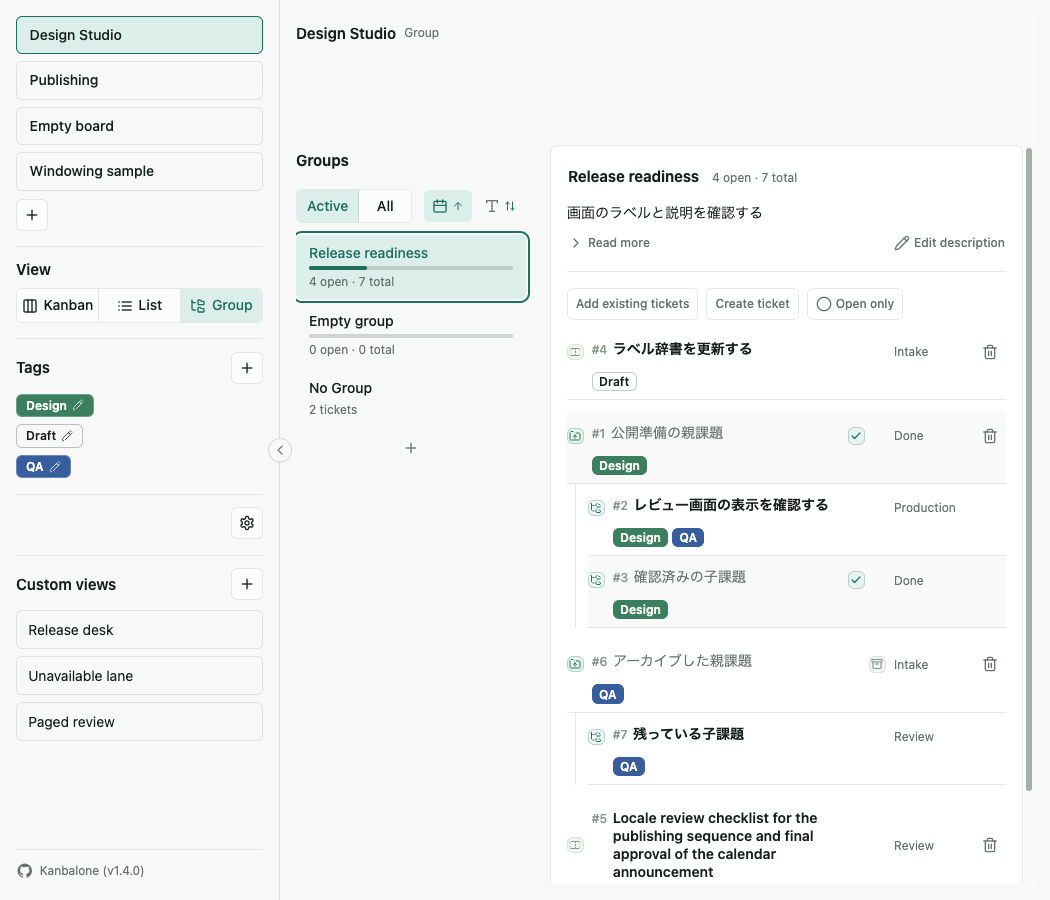 Design Studio
Publishing
Empty board
Windowing sample
View
Kanban
List
Group
Tags
Design
Draft
QA
Custom views
Release desk
Unavailable lane
Paged review
Kanbalone (v1.4.0)
Design Studio Group
Groups
Active
All
Release readiness
4 open · 7 total
Empty group
0 open · 0 total
No Group
2 tickets
Release readiness 4 open · 7 total
画面のラベルと説明を確認する
Read more
Edit description
Add existing tickets
Create ticket
Open only
#4 ラベル辞書を更新する Intake
Draft
#1 公開準備の親課題 Done
Design
#2 レビュー画面の表示を確認する Production
Design QA
#3 確認済みの子課題 Done
Design
#6 アーカイブした親課題 Intake
QA
#7 残っている子課題 Review
QA
#5 Locale review checklist for the
publishing sequence and final
approval of the calendar Review
announcement